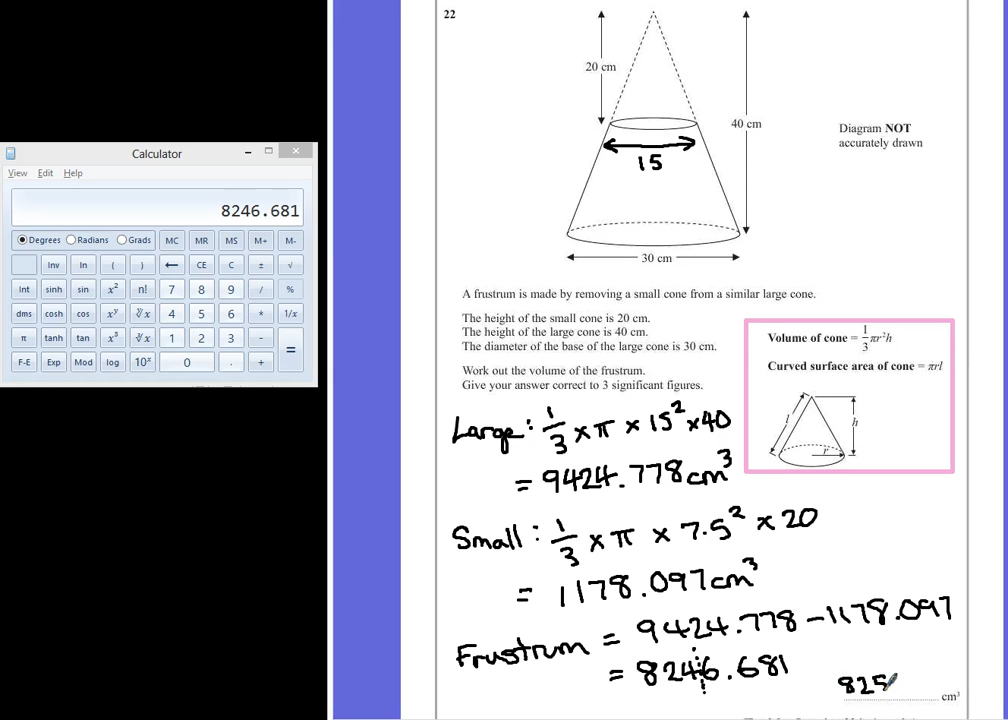 22
20 cm
40 cm
Diagram NOT
accurately drawn
15
30 cm
Calculator
View Edit Help
8246.681
Degrees Radians Grads MC MR MS M+ M-
Inv ln ( ) ← CE C ± √
Int sinh sin x² n! 7 8 9 / %
dms cosh cos xʸ ʸ√x 4 5 6 * 1/x
π tanh tan x³ ³√x 1 2 3 - =
F-E Exp Mod log 10ˣ 0 . +
A frustrum is made by removing a small cone from a similar large cone.
The height of the small cone is 20 cm.
The height of the large cone is 40 cm.
The diameter of the base of the large cone is 30 cm.
Work out the volume of the frustrum.
Give your answer correct to 3 significant figures.
Volume of cone = 1/3 πr²h
Curved surface area of cone = πrl
l
h
r
Large: 1/3 × π × 15² × 40
= 9424.778cm³
Small: 1/3 × π × 7.5² × 20
= 1178.097cm³
Frustrum = 9424.778 – 1178.097
= 8246.681
825
cm³